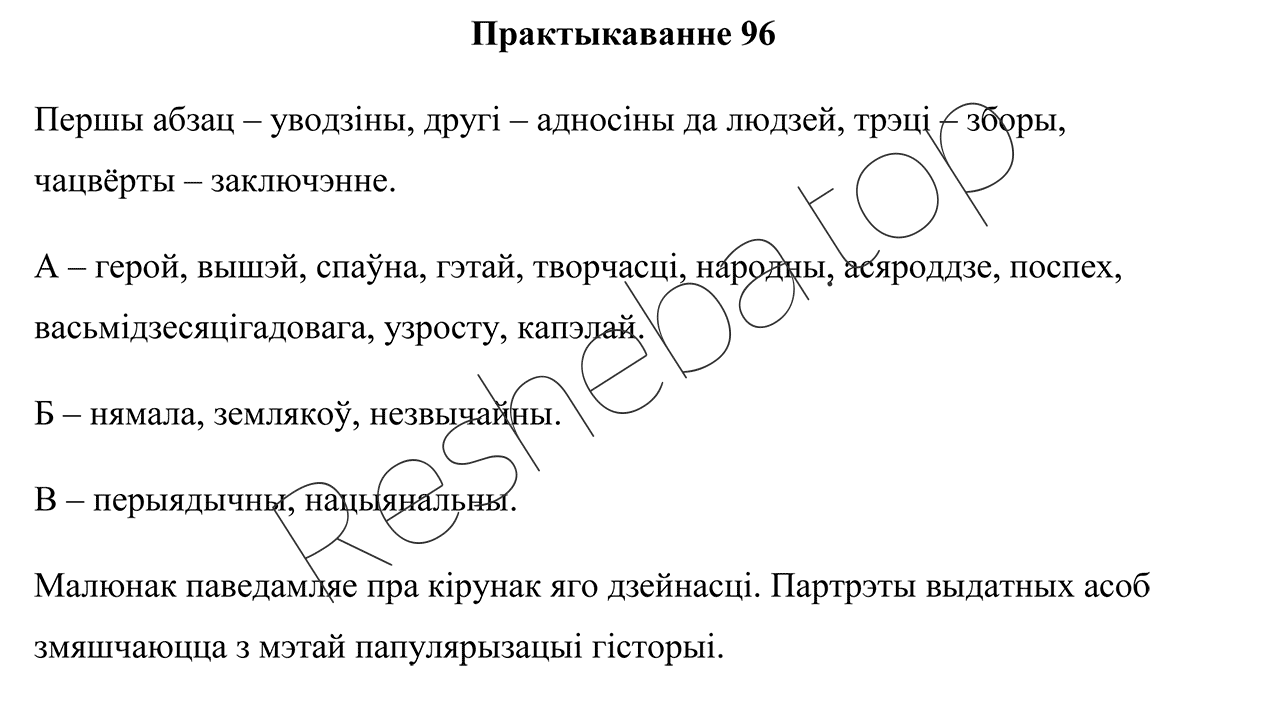 Практыкаванне 96
Першы абзац – уводзіны, другі – адносіны да людзей, трэці – зборы,
чацвёрты – заключэнне.
А – герой, вышэй, спаўна, гэтай, творчасці, народны, асяроддзе, поспех,
васьмідзесяцігадовага, узросту, капэлай.
Б – нямала, землякоў, незвычайны.
В – перыядычны, нацыянальны.
Малюнак паведамляе пра кірунак яго дзейнасці. Партрэты выдатных асоб
змяшчаюцца з мэтай папулярызацыі гісторыі.
Resheba.top